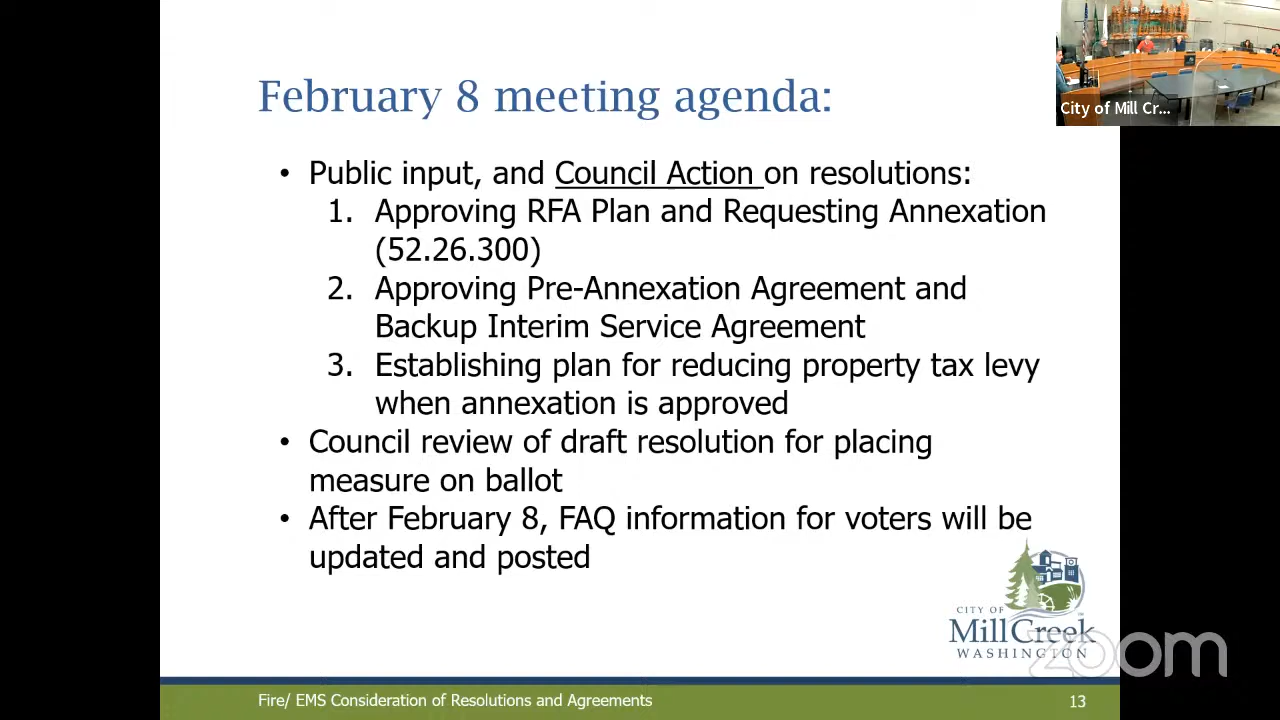 February 8 meeting agenda:
City of Mill Cr...
• Public input, and Council Action on resolutions:
1. Approving RFA Plan and Requesting Annexation
(52.26.300)
2. Approving Pre-Annexation Agreement and
Backup Interim Service Agreement
3. Establishing plan for reducing property tax levy
when annexation is approved
• Council review of draft resolution for placing
measure on ballot
• After February 8, FAQ information for voters will be
updated and posted
CITY OF
Mill Creek
WASHINGTON
zoom
Fire/ EMS Consideration of Resolutions and Agreements
13